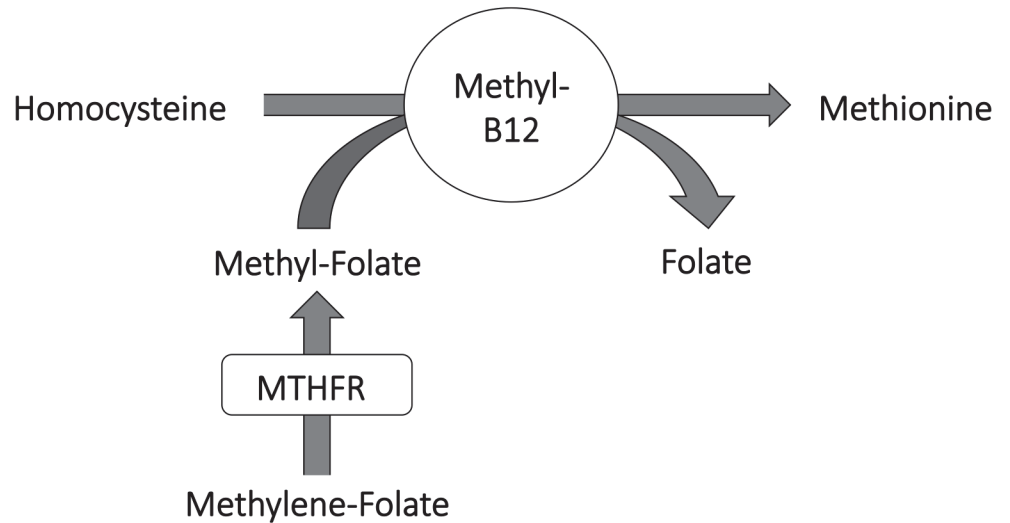 Homocysteine
Methyl-
B12
Methionine
Methyl-Folate
Folate
MTHFR
Methylene-Folate